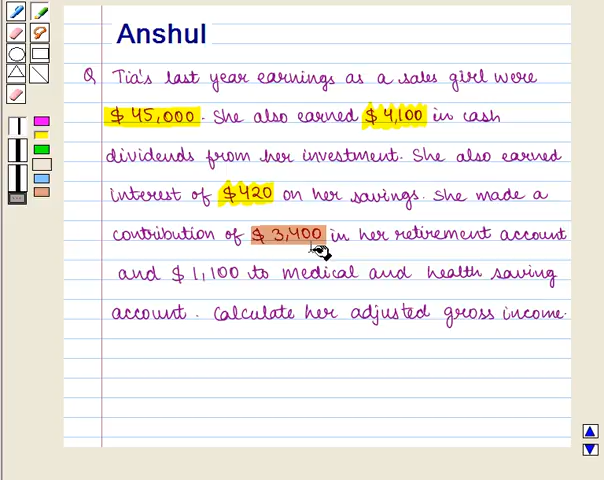 Anshul
Q Tia's last year earnings as a sales girl were
$ 45,000. She also earned $ 4,100 in cash
dividends from her investment. She also earned
interest of $ 420 on her savings. She made a
contribution of $ 3,400 in her retirement account
and $ 1,100 to medical and health saving
account. Calculate her adjusted gross income.